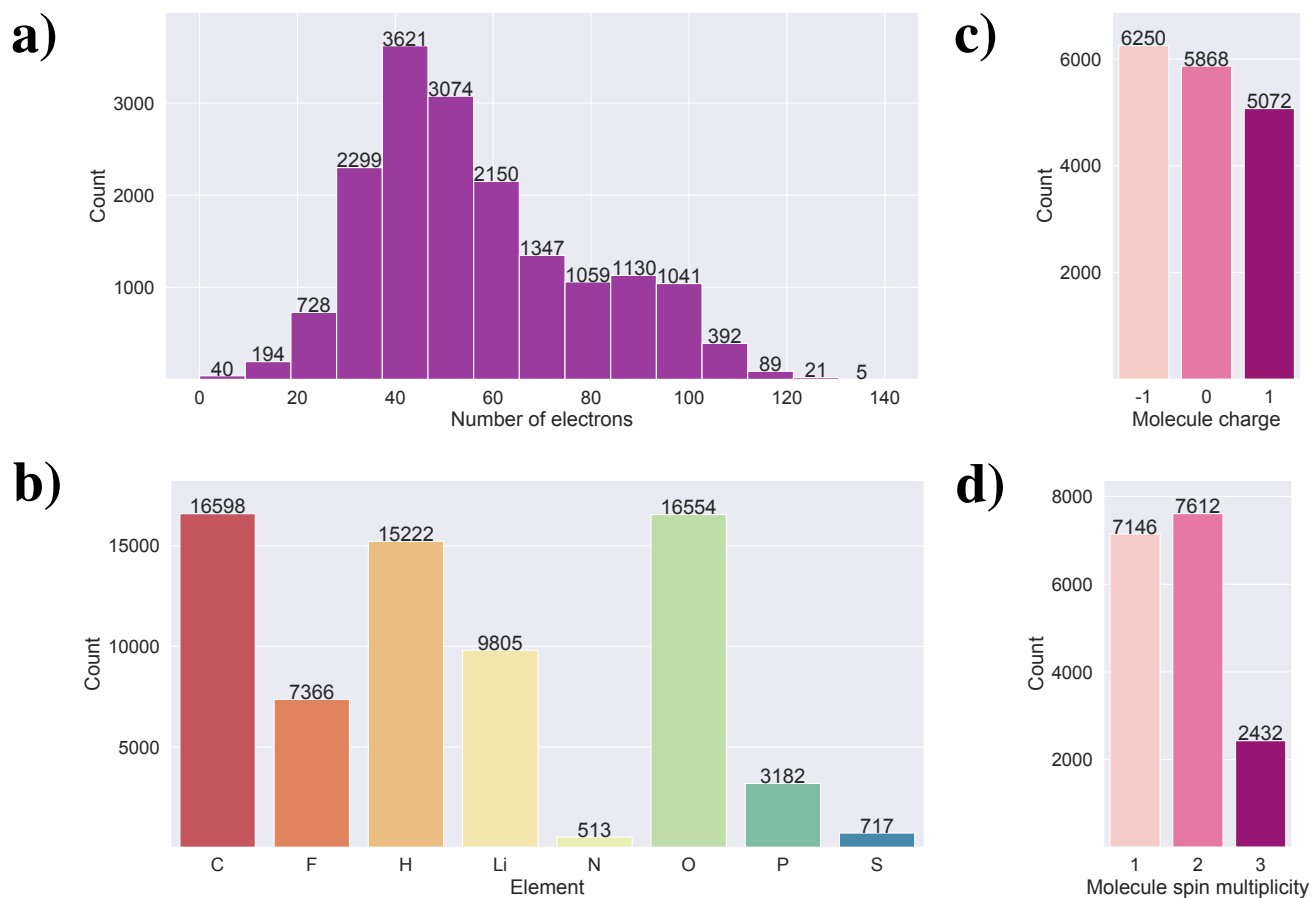 a)
Count
3000
2000
1000
40
194
728
2299
3621
3074
2150
1347
1059
1130
1041
392
89
21
5
0
20
40
60
80
100
120
140
Number of electrons
c)
Count
6000
4000
2000
6250
5868
5072
-1
0
1
Molecule charge
b)
Count
15000
10000
5000
16598
7366
15222
9805
513
16554
3182
717
C
F
H
Li
N
O
P
S
Element
d)
Count
8000
6000
4000
2000
7146
7612
2432
1
2
3
Molecule spin multiplicity